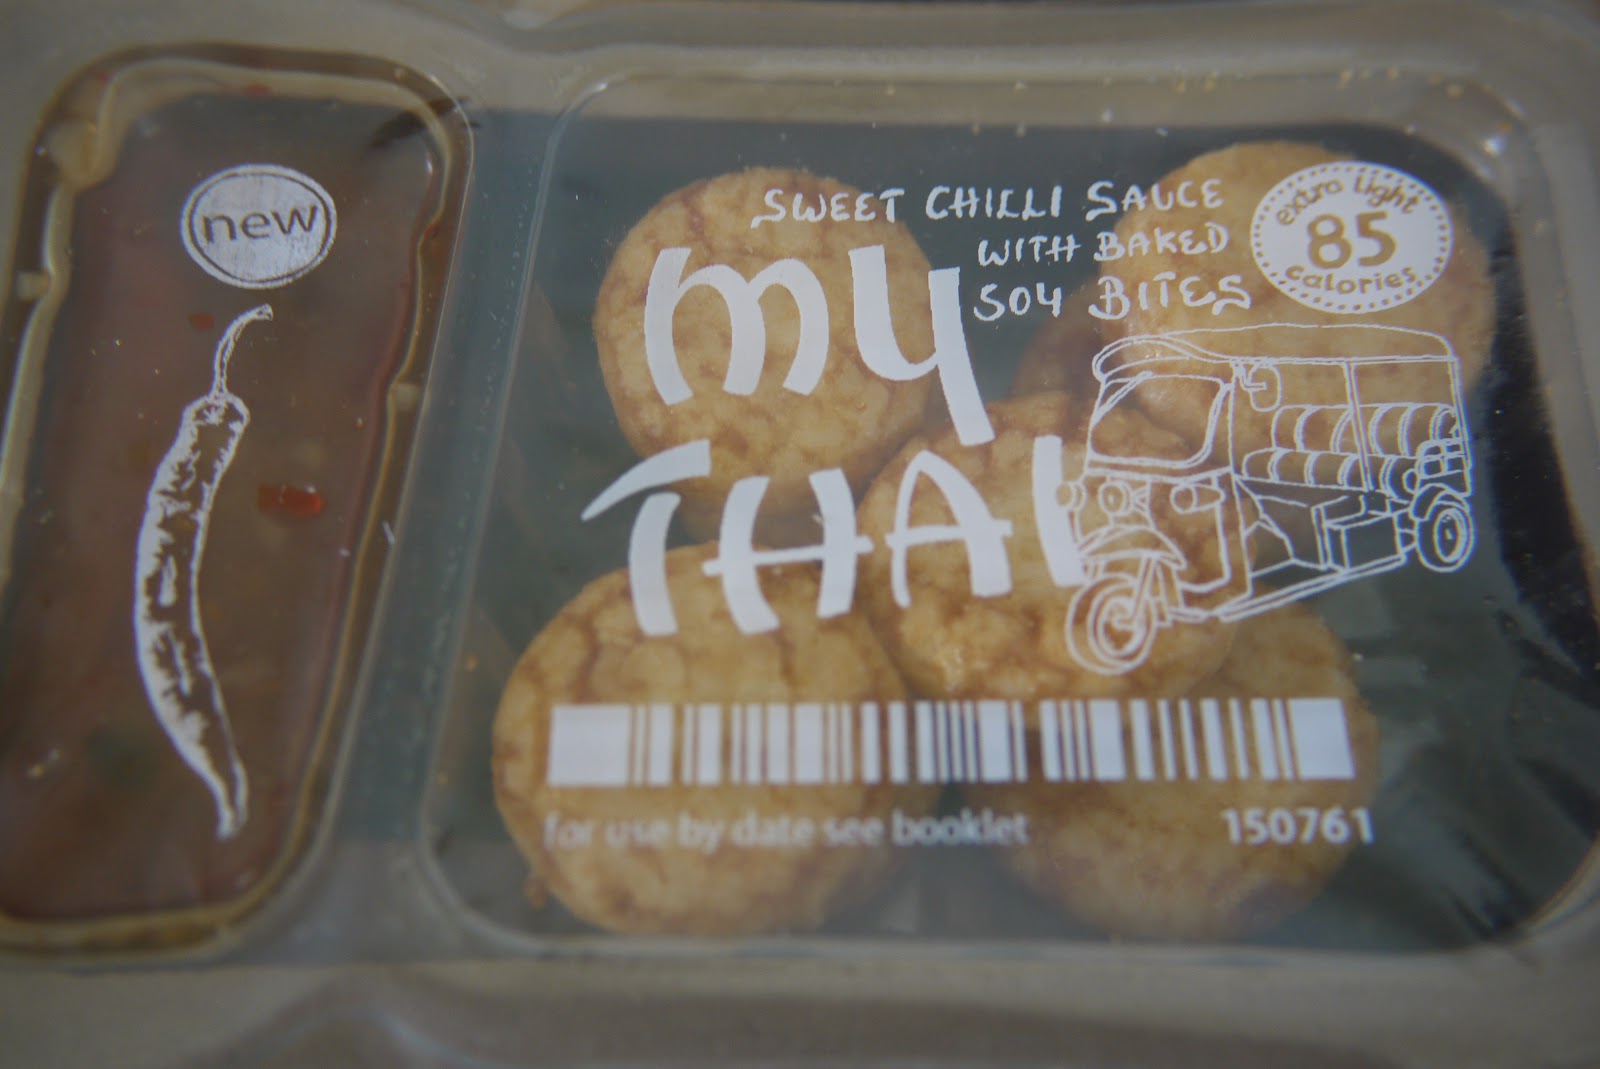 new
SWEET CHILLI SAUCE
WITH BAKED
SOY BITES
extra light
85
calories
MY
THAI
for use by date see booklet
150761